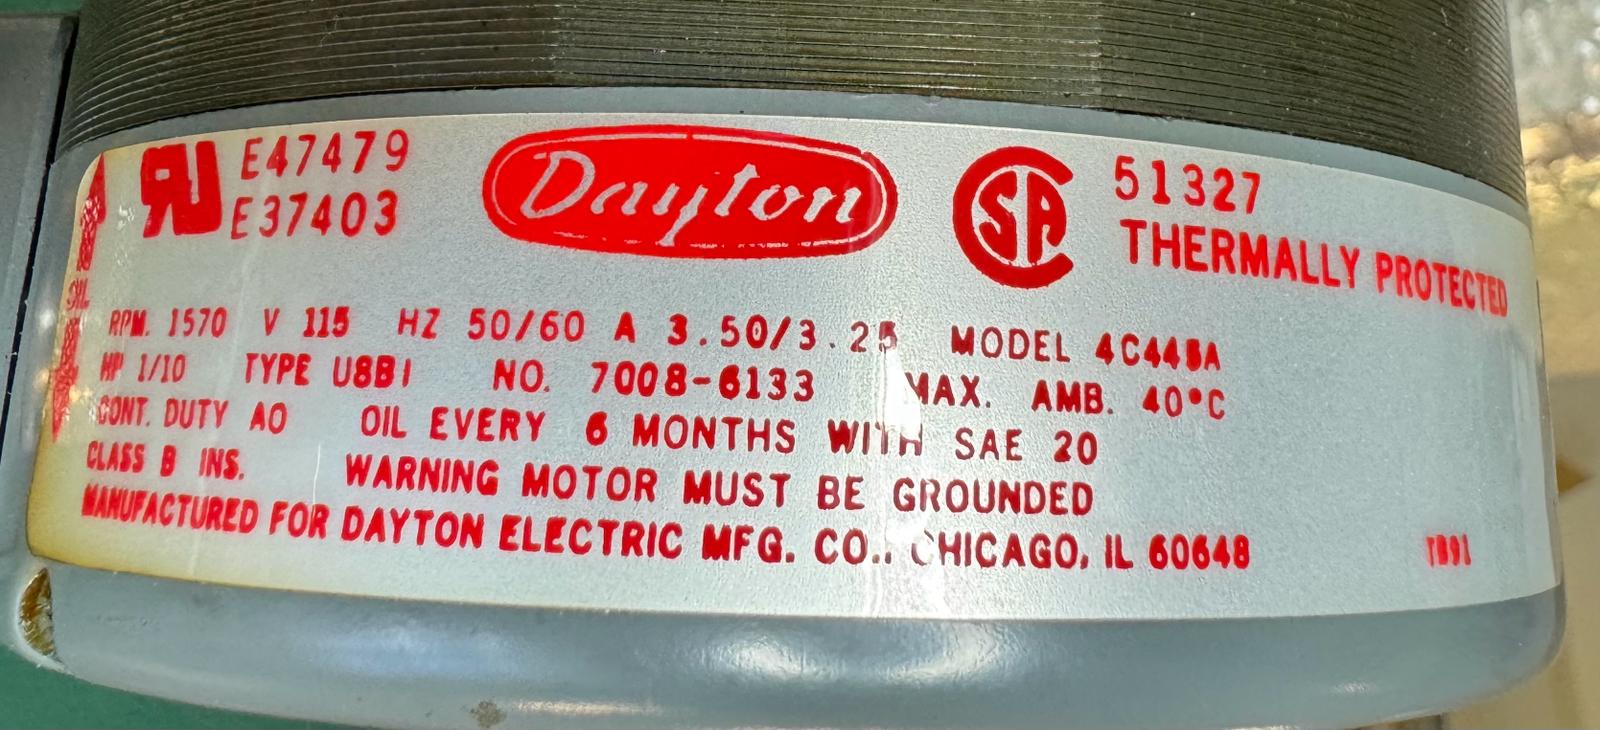 E47479
E37403
Dayton
SA
51327
THERMALLY PROTECTED
OIL
RPM. 1570 V 115 HZ 50/60 A 3.50/3.25 MODEL 4C445A
HP 1/10 TYPE U8B1 NO. 7008-6133 MAX. AMB. 40°C
CONT. DUTY AO OIL EVERY 6 MONTHS WITH SAE 20
CLASS B INS. WARNING MOTOR MUST BE GROUNDED
MANUFACTURED FOR DAYTON ELECTRIC MFG. CO., CHICAGO, IL 60648